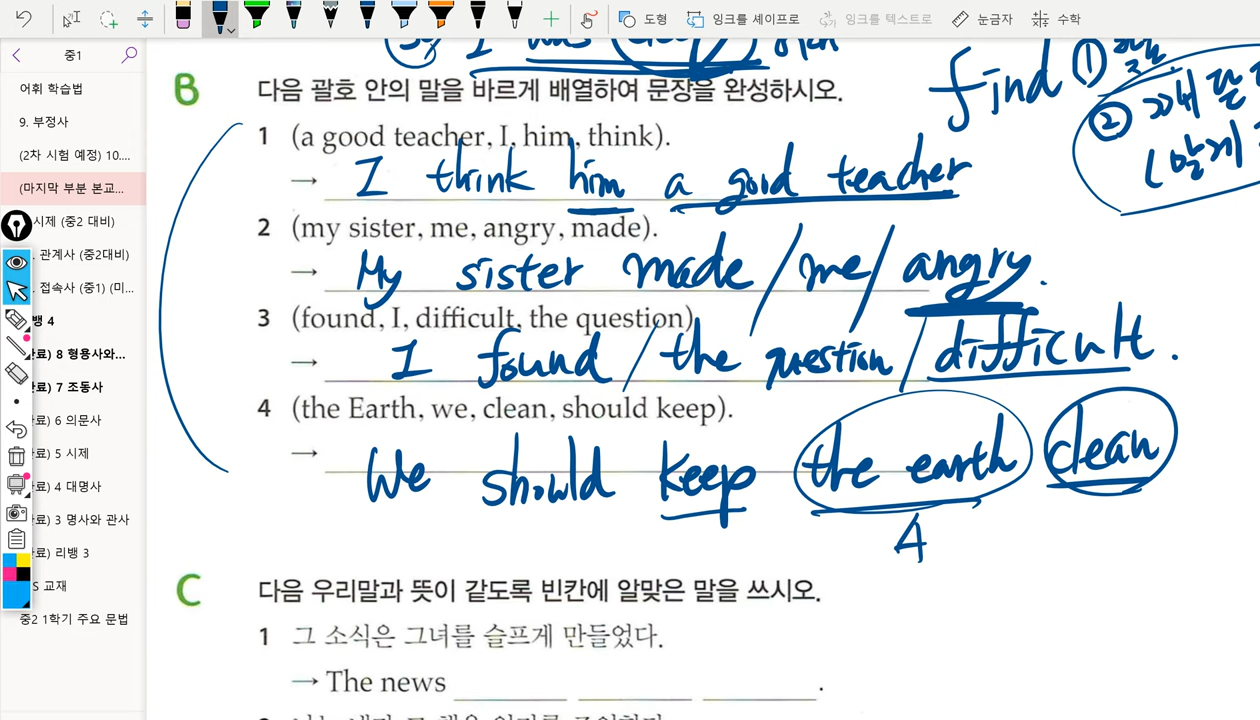 도형 잉크를 셰이프로 잉크를 텍스트로 눈금자 수학
중1
어휘 학습법
9. 부정사
(2차 시험 예정) 10....
(마지막 부분 본교...
시제 (중2 대비)
관계사 (중2대비)
접속사 (중1) (미...
뱅 4
료) 8 형용사와...
료) 7 조동사
료) 6 의문사
료) 5 시제
료) 4 대명사
료) 3 명사와 관사
료) 리뱅 3
S 교재
중2 1학기 주요 문법
find ①
②
B 다음 괄호 안의 말을 바르게 배열하여 문장을 완성하시오.
1 (a good teacher, I, him, think).
→ I think him a good teacher
2 (my sister, me, angry, made).
→ My sister made / me / angry.
3 (found, I, difficult, the question)
→ I found / the question / difficult.
4 (the Earth, we, clean, should keep).
→ We should keep the earth clean
4
C 다음 우리말과 뜻이 같도록 빈칸에 알맞은 말을 쓰시오.
1 그 소식은 그녀를 슬프게 만들었다.
→ The news .